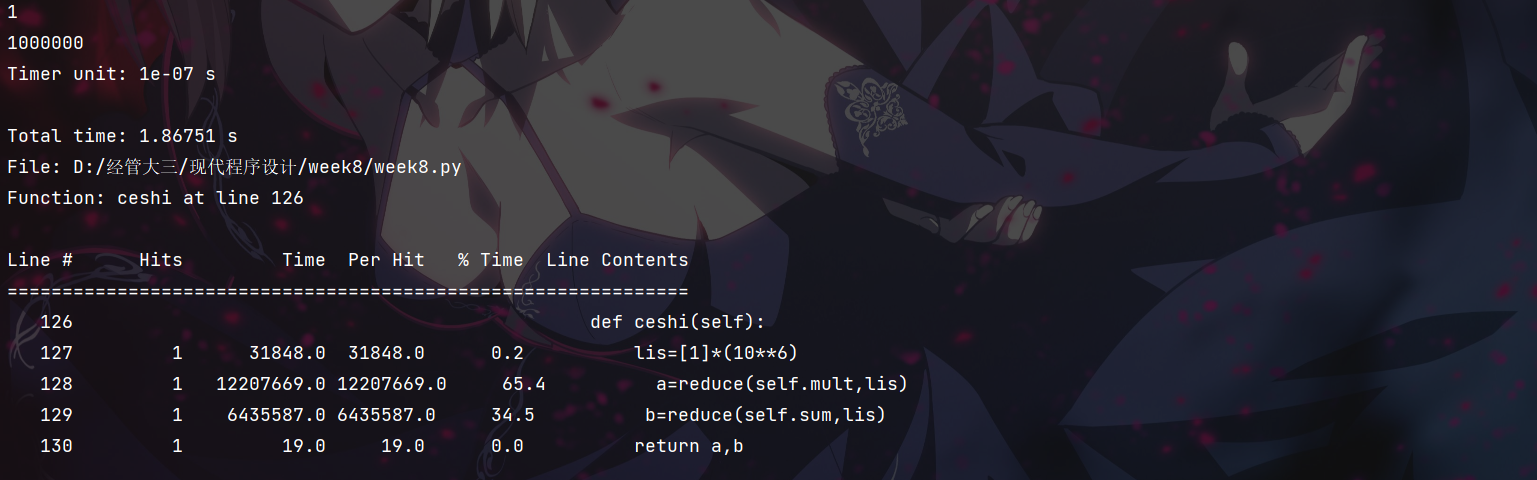 1
1000000
Timer unit: 1e-07 s
Total time: 1.86751 s
File: D:/经管大三/现代程序设计/week8/week8.py
Function: ceshi at line 126
Line #      Hits         Time  Per Hit   % Time  Line Contents
==============================================================
   126                                               def ceshi(self):
   127         1      31848.0  31848.0      0.2          lis=[1]*(10**6)
   128         1   12207669.0 12207669.0     65.4          a=reduce(self.mult,lis)
   129         1    6435587.0 6435587.0     34.5          b=reduce(self.sum,lis)
   130         1         19.0     19.0      0.0          return a,b